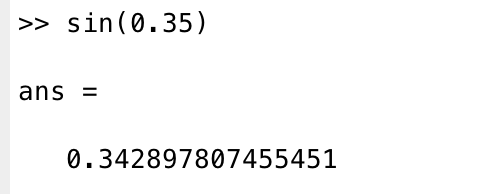 >> sin(0.35)
ans =
0.342897807455451